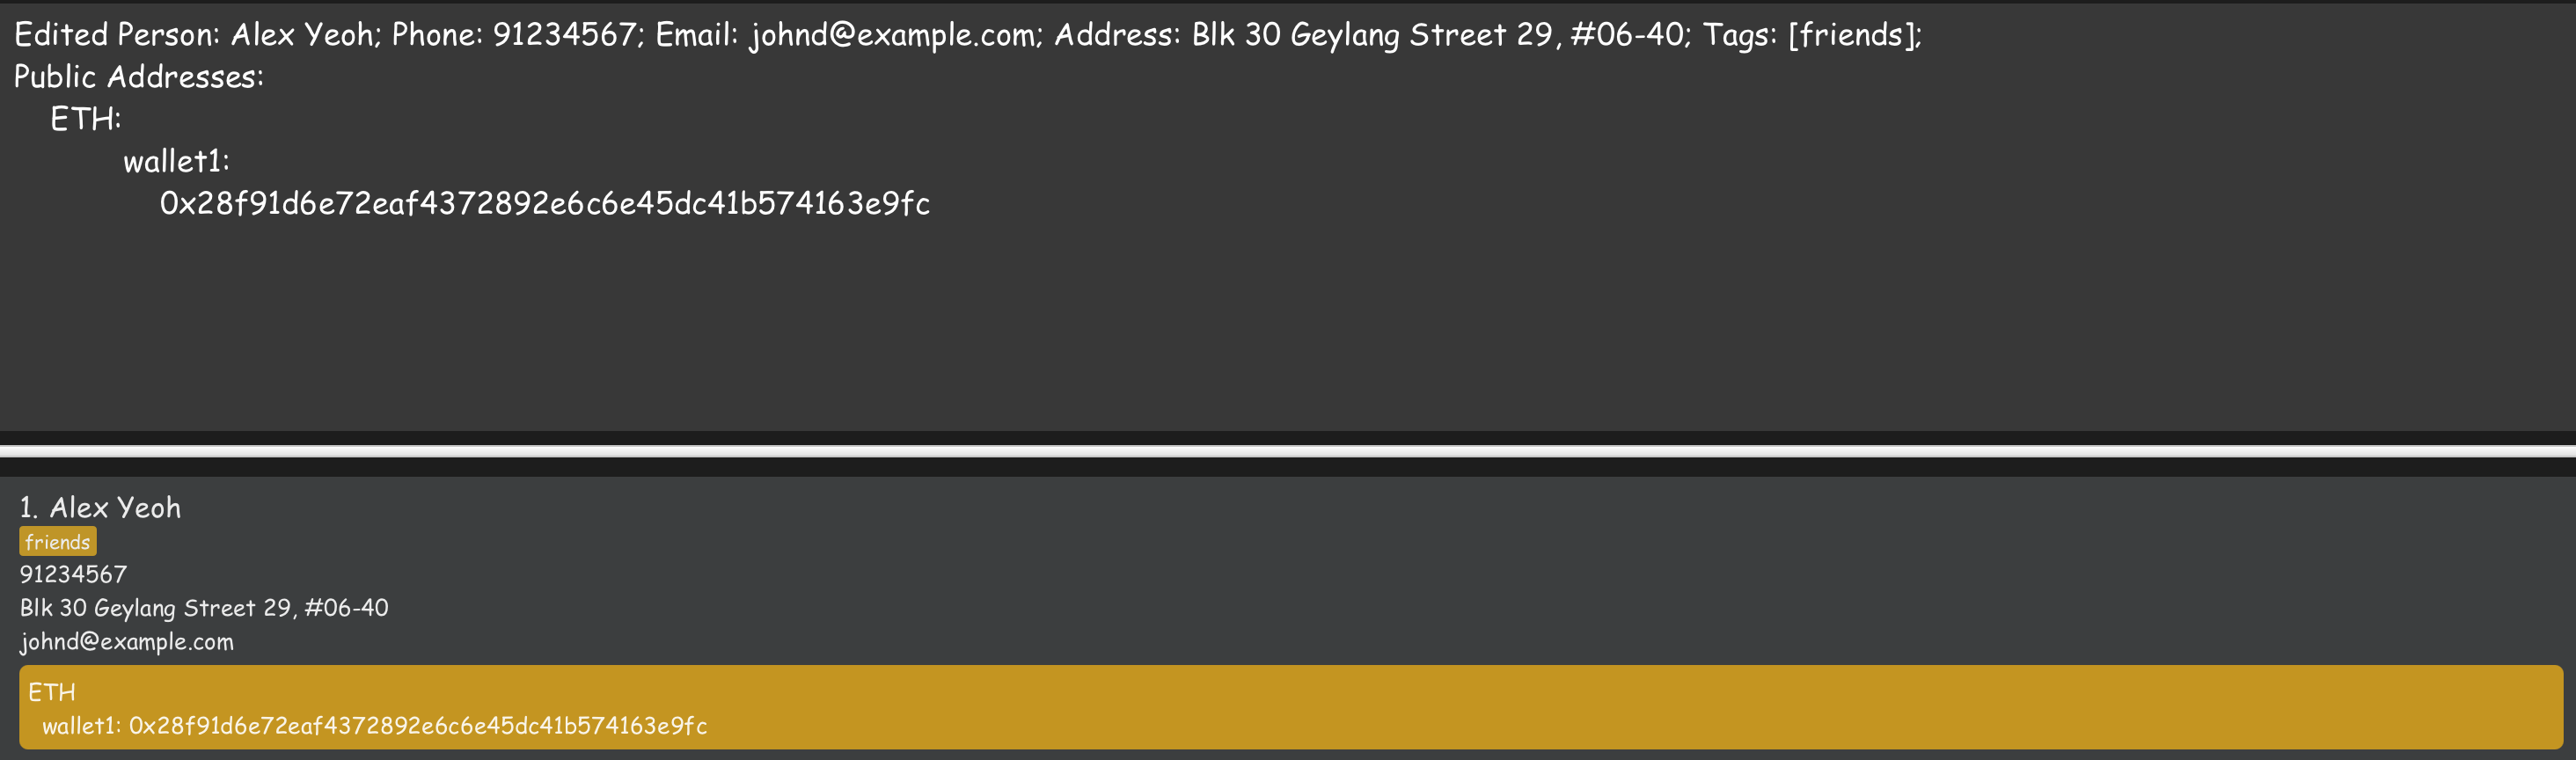 Edited Person: Alex Yeoh; Phone: 91234567; Email: johnd@example.com; Address: Blk 30 Geylang Street 29, #06-40; Tags: [friends];
Public Addresses:
ETH:
wallet1:
0x28f91d6e72eaf4372892e6c6e45dc41b574163e9fc
1. Alex Yeoh
friends
91234567
Blk 30 Geylang Street 29, #06-40
johnd@example.com
ETH
wallet1: 0x28f91d6e72eaf4372892e6c6e45dc41b574163e9fc